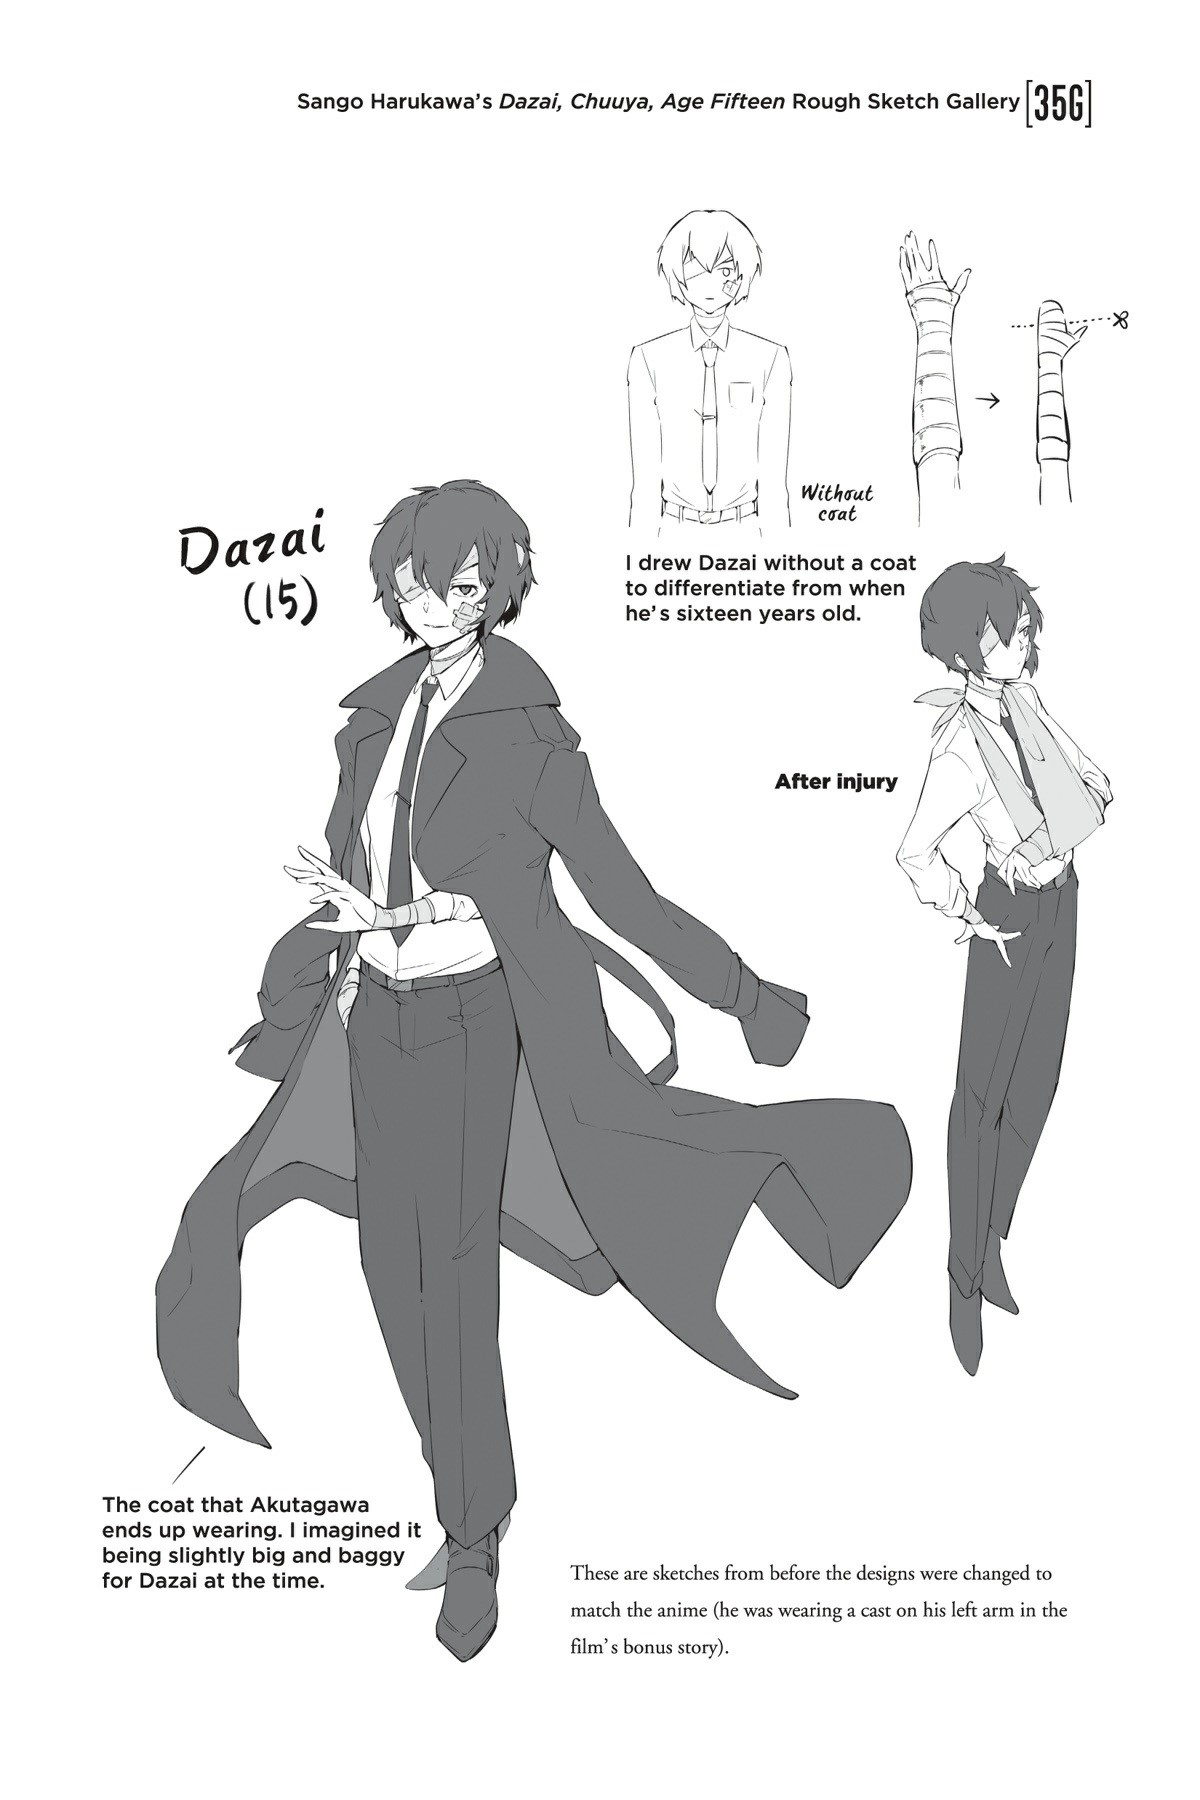 Sango Harukawa's Dazai, Chuuya, Age Fifteen Rough Sketch Gallery [35G]
Without
coat
I drew Dazai without a coat
to differentiate from when
he's sixteen years old.
Dazai
(15)
After injury
The coat that Akutagawa
ends up wearing. I imagined it
being slightly big and baggy
for Dazai at the time.
These are sketches from before the designs were changed to
match the anime (he was wearing a cast on his left arm in the
film's bonus story).